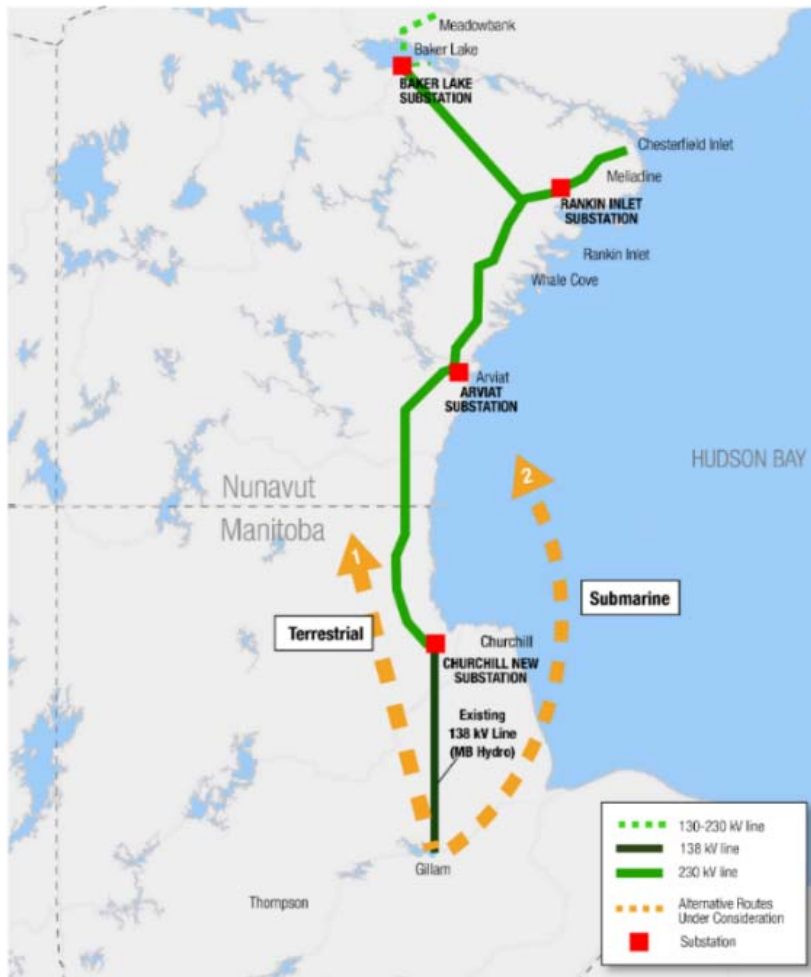 Meadowbank
Baker Lake
BAKER LAKE
SUBSTATION
Chesterfield Inlet
Meliadine
RANKIN INLET
SUBSTATION
Rankin Inlet
Whale Cove
Arviat
ARVIAT
SUBSTATION
HUDSON BAY
2
Nunavut
Manitoba
1
Submarine
Terrestrial
Churchill
CHURCHILL NEW
SUBSTATION
Existing
138 kV Line
(MB Hydro)
Gillam
Thompson
130-230 kV line
138 kV line
230 kV line
Alternative Routes
Under Consideration
Substation